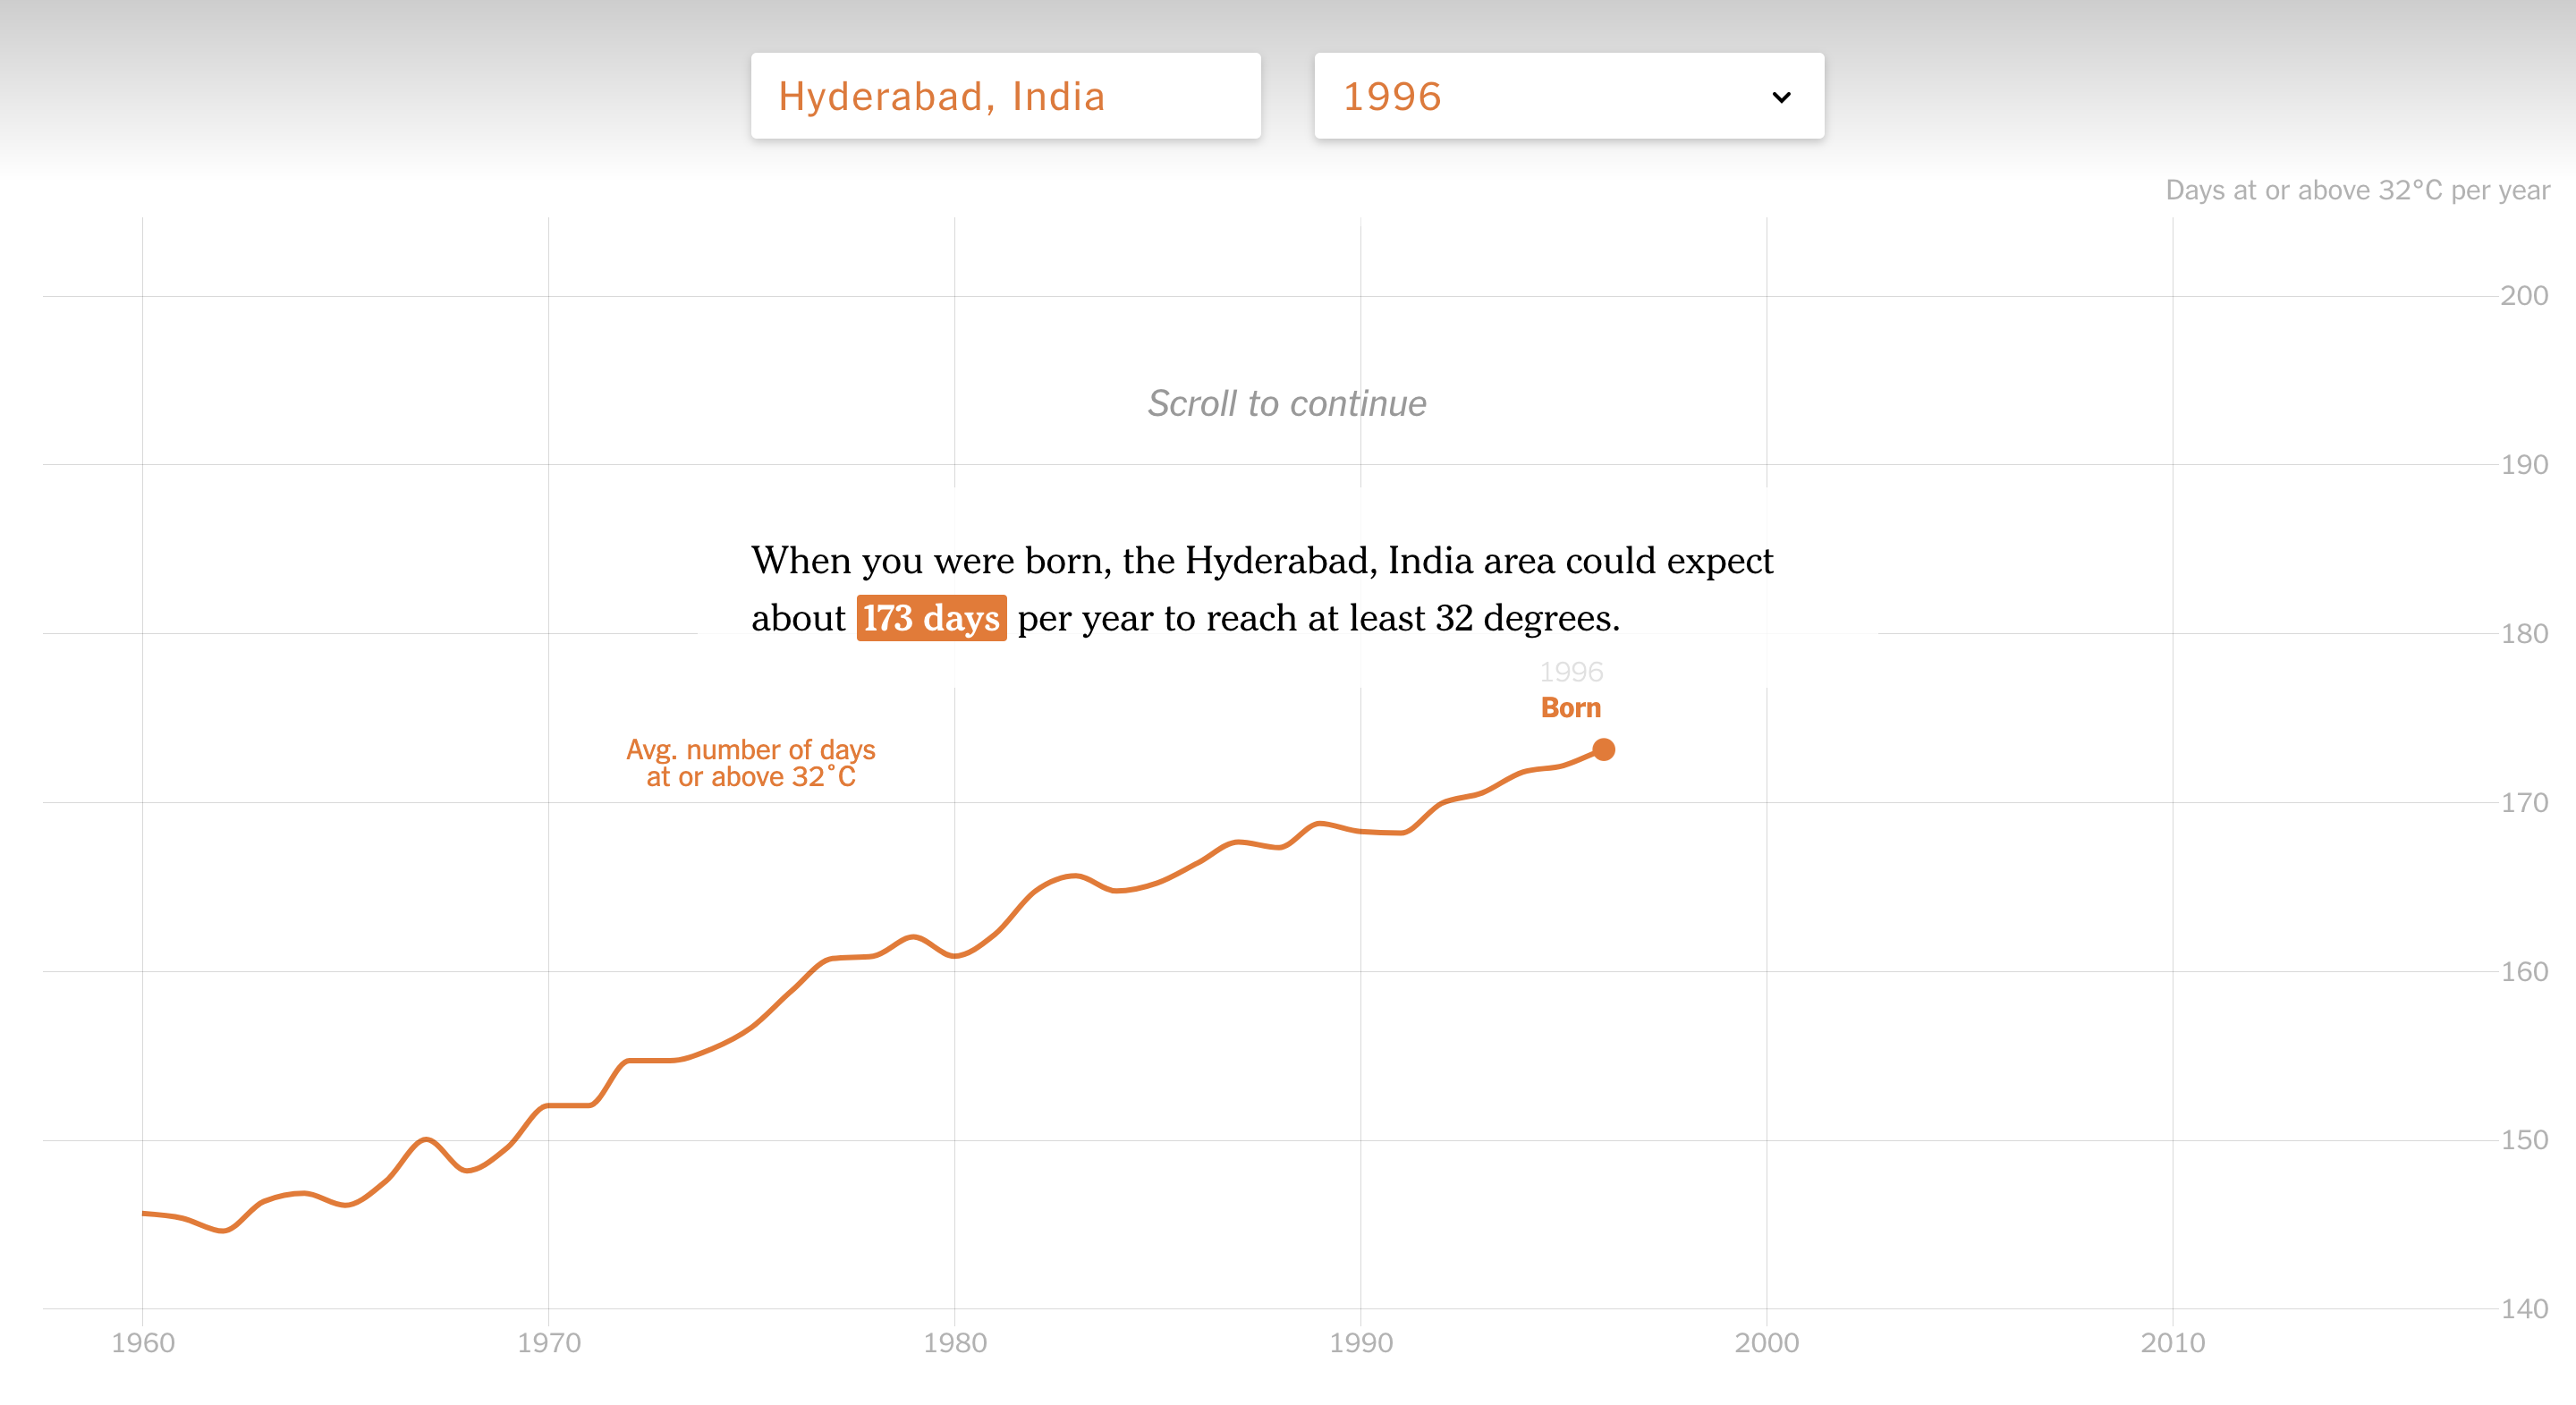 Hyderabad, India
1996
Days at or above 32°C per year
200
Scroll to continue
190
When you were born, the Hyderabad, India area could expect
about 173 days per year to reach at least 32 degrees.
180
1996
Born
Avg. number of days
at or above 32°C
170
160
150
140
1960 1970 1980 1990 2000 2010